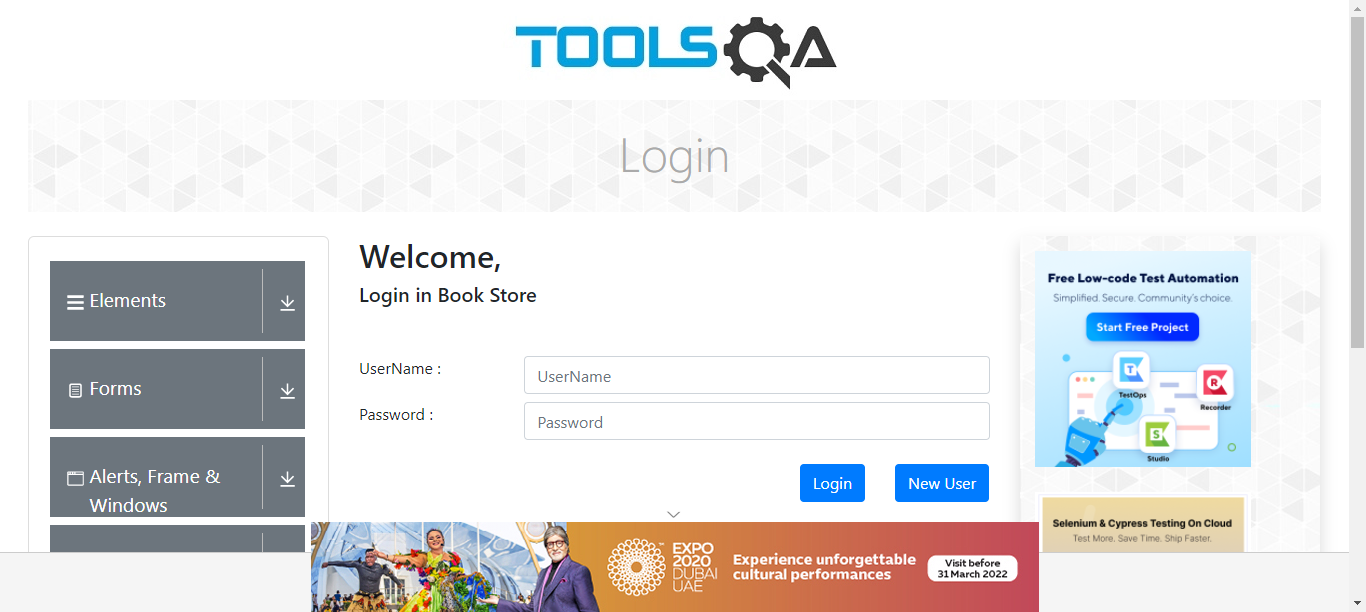 TOOLSQA
Login
Elements
Forms
Alerts, Frame &
Windows
Welcome,
Login in Book Store
UserName :
UserName
Password :
Password
Login
New User
Free Low-code Test Automation
Simplified. Secure. Community's choice.
Start Free Project
TestOps
Recorder
Studio
Selenium & Cypress Testing On Cloud
Test More. Save Time. Ship Faster.
EXPO
2020
DUBAI
UAE
Experience unforgettable
cultural performances
Visit before
31 March 2022